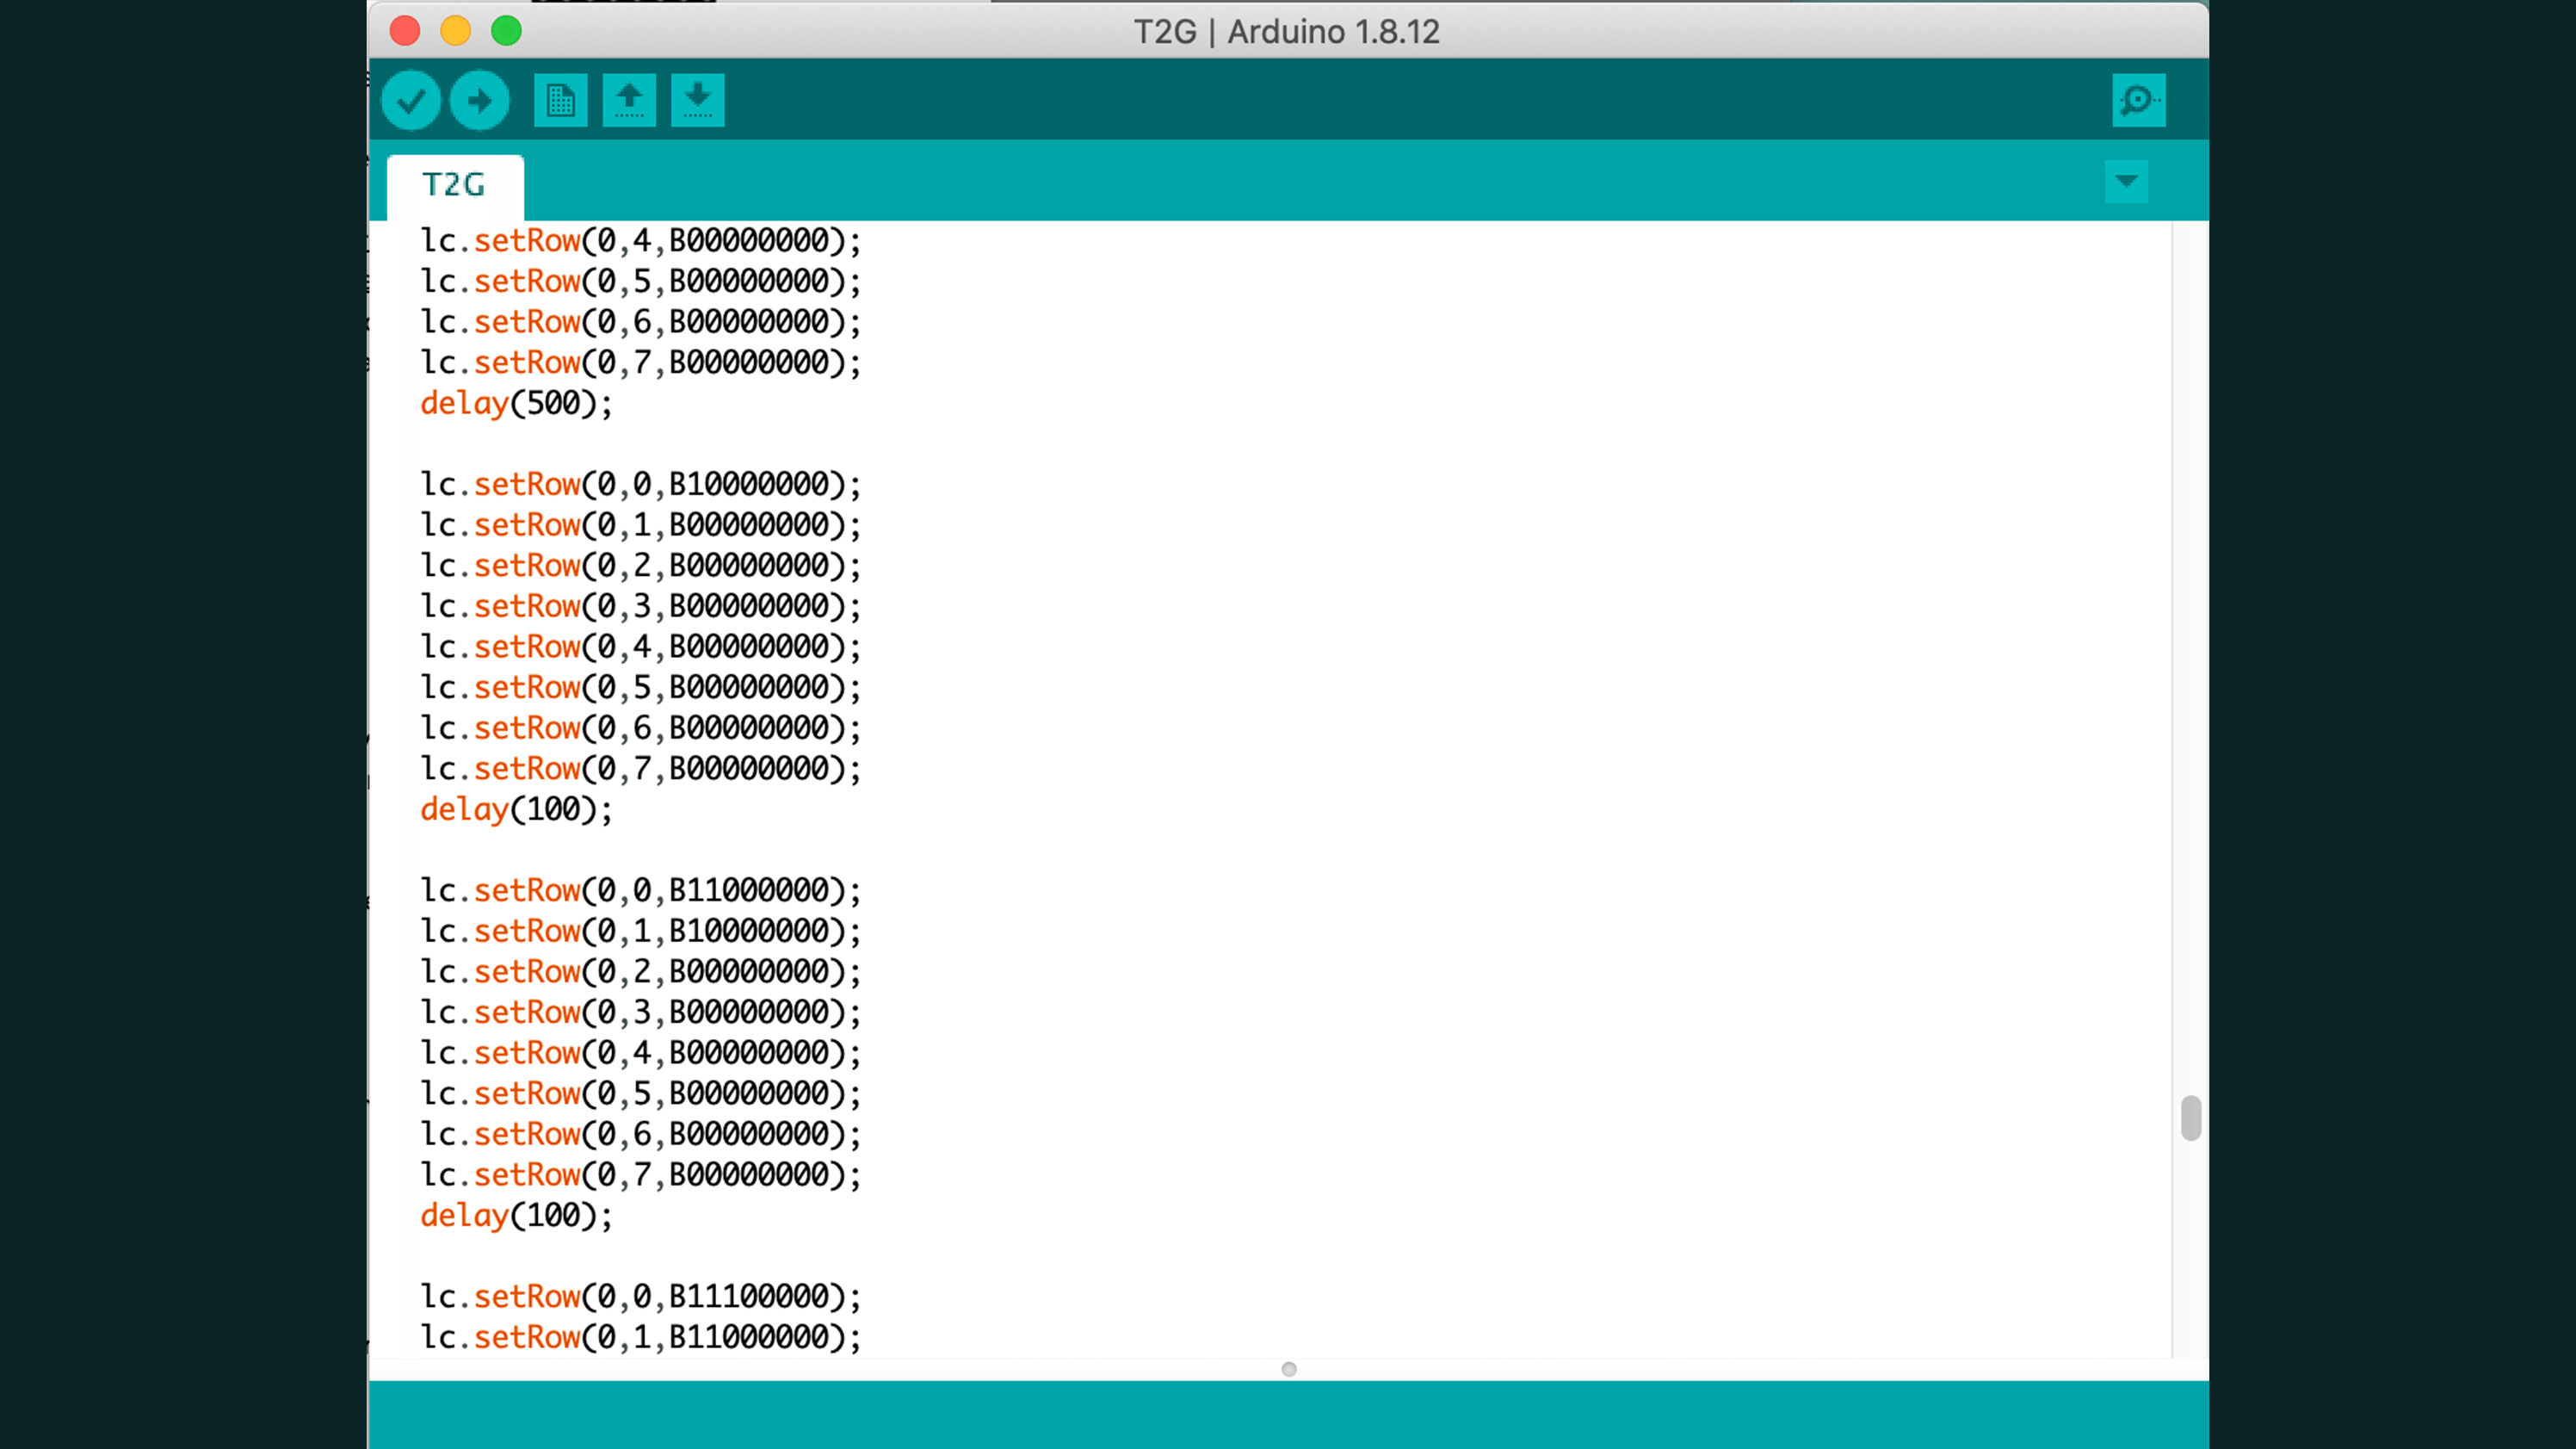 T2G | Arduino 1.8.12
T2G
lc.setRow(0,4,B00000000);
lc.setRow(0,5,B00000000);
lc.setRow(0,6,B00000000);
lc.setRow(0,7,B00000000);
delay(500);
lc.setRow(0,0,B10000000);
lc.setRow(0,1,B00000000);
lc.setRow(0,2,B00000000);
lc.setRow(0,3,B00000000);
lc.setRow(0,4,B00000000);
lc.setRow(0,5,B00000000);
lc.setRow(0,6,B00000000);
lc.setRow(0,7,B00000000);
delay(100);
lc.setRow(0,0,B11000000);
lc.setRow(0,1,B10000000);
lc.setRow(0,2,B00000000);
lc.setRow(0,3,B00000000);
lc.setRow(0,4,B00000000);
lc.setRow(0,5,B00000000);
lc.setRow(0,6,B00000000);
lc.setRow(0,7,B00000000);
delay(100);
lc.setRow(0,0,B11100000);
lc.setRow(0,1,B11000000);